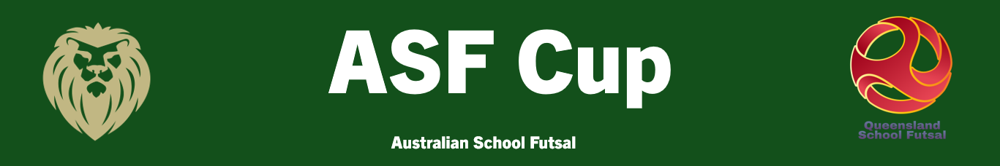 ASF Cup
Australian School Futsal
Queensland
School Futsal